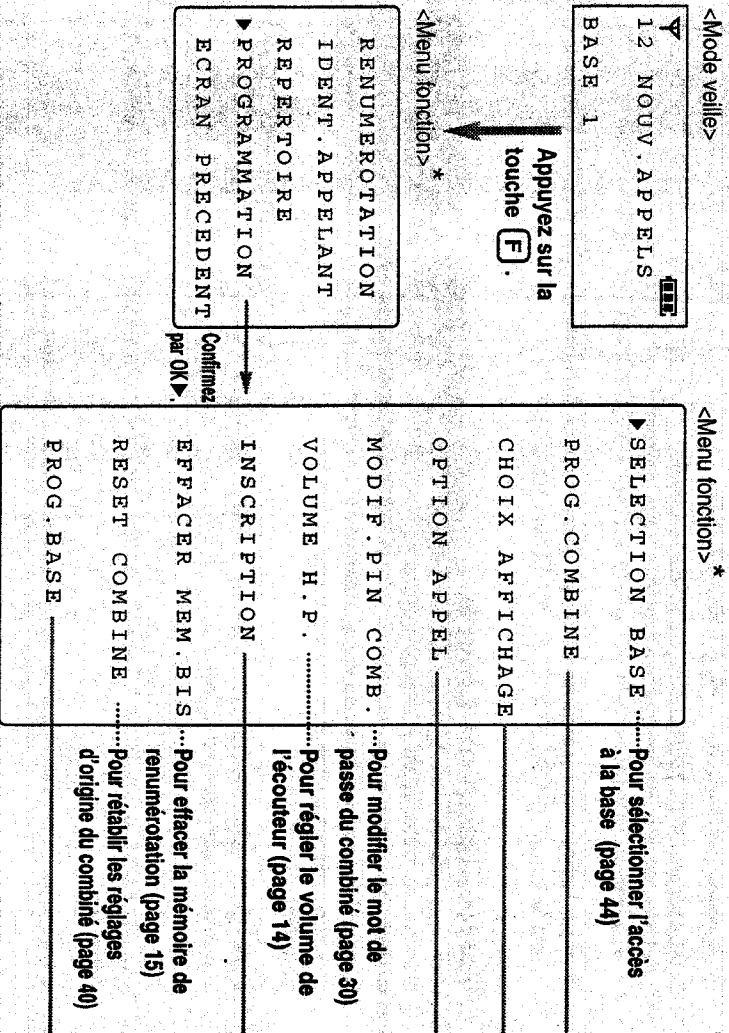 <Mode veille>
12 NOUV.APPELS
BASE 1
Appuyez sur la
touche F .
<Menu fonction>*
RENUMEROTATION
IDENT.APPELANT
REPERTOIRE
▶PROGRAMMATION
ECRAN PRECEDENT
Confirmez
par OK▶.
<Menu fonction>*
▶SELECTION BASE ........Pour sélectionner l'accès
à la base (page 44)
PROG.COMBINE
CHOIX AFFICHAGE
OPTION APPEL
MODIF.PIN COMB. ...Pour modifier le mot de
passe du combiné (page 30)
VOLUME H.P. ..................Pour régler le volume de
l'écouteur (page 14)
INSCRIPTION
EFFACER MEM.BIS ...Pour effacer la mémoire de
renumérotation (page 15)
RESET COMBINE .........Pour rétablir les réglages
d'origine du combiné (page 40)
PROG.BASE